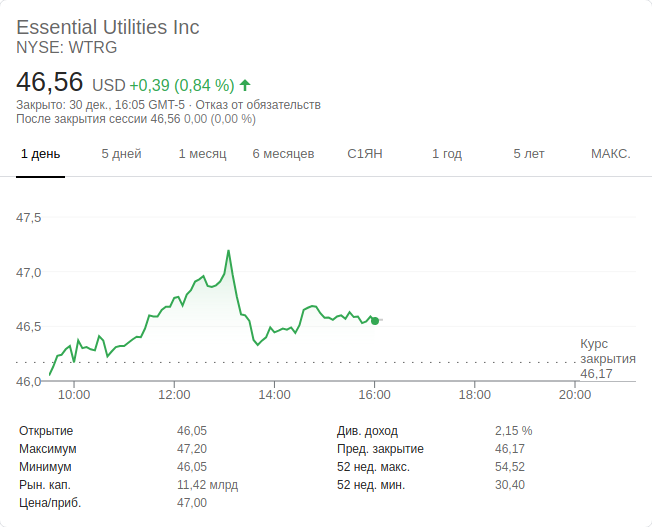 Essential Utilities Inc
NYSE: WTRG
46,56 USD +0,39 (0,84 %)
Закрыто: 30 дек., 16:05 GMT-5 · Отказ от обязательств
После закрытия сессии 46,56 0,00 (0,00 %)
1 день 5 дней 1 месяц 6 месяцев С1ЯН 1 год 5 лет МАКС.
47,5
47,0
46,5
Курс
закрытия
46,17
46,0
10:00 12:00 14:00 16:00 18:00 20:00
Открытие 46,05 Див. доход 2,15 %
Максимум 47,20 Пред. закрытие 46,17
Минимум 46,05 52 нед. макс. 54,52
Рын. кап. 11,42 млрд 52 нед. мин. 30,40
Цена/приб. 47,00